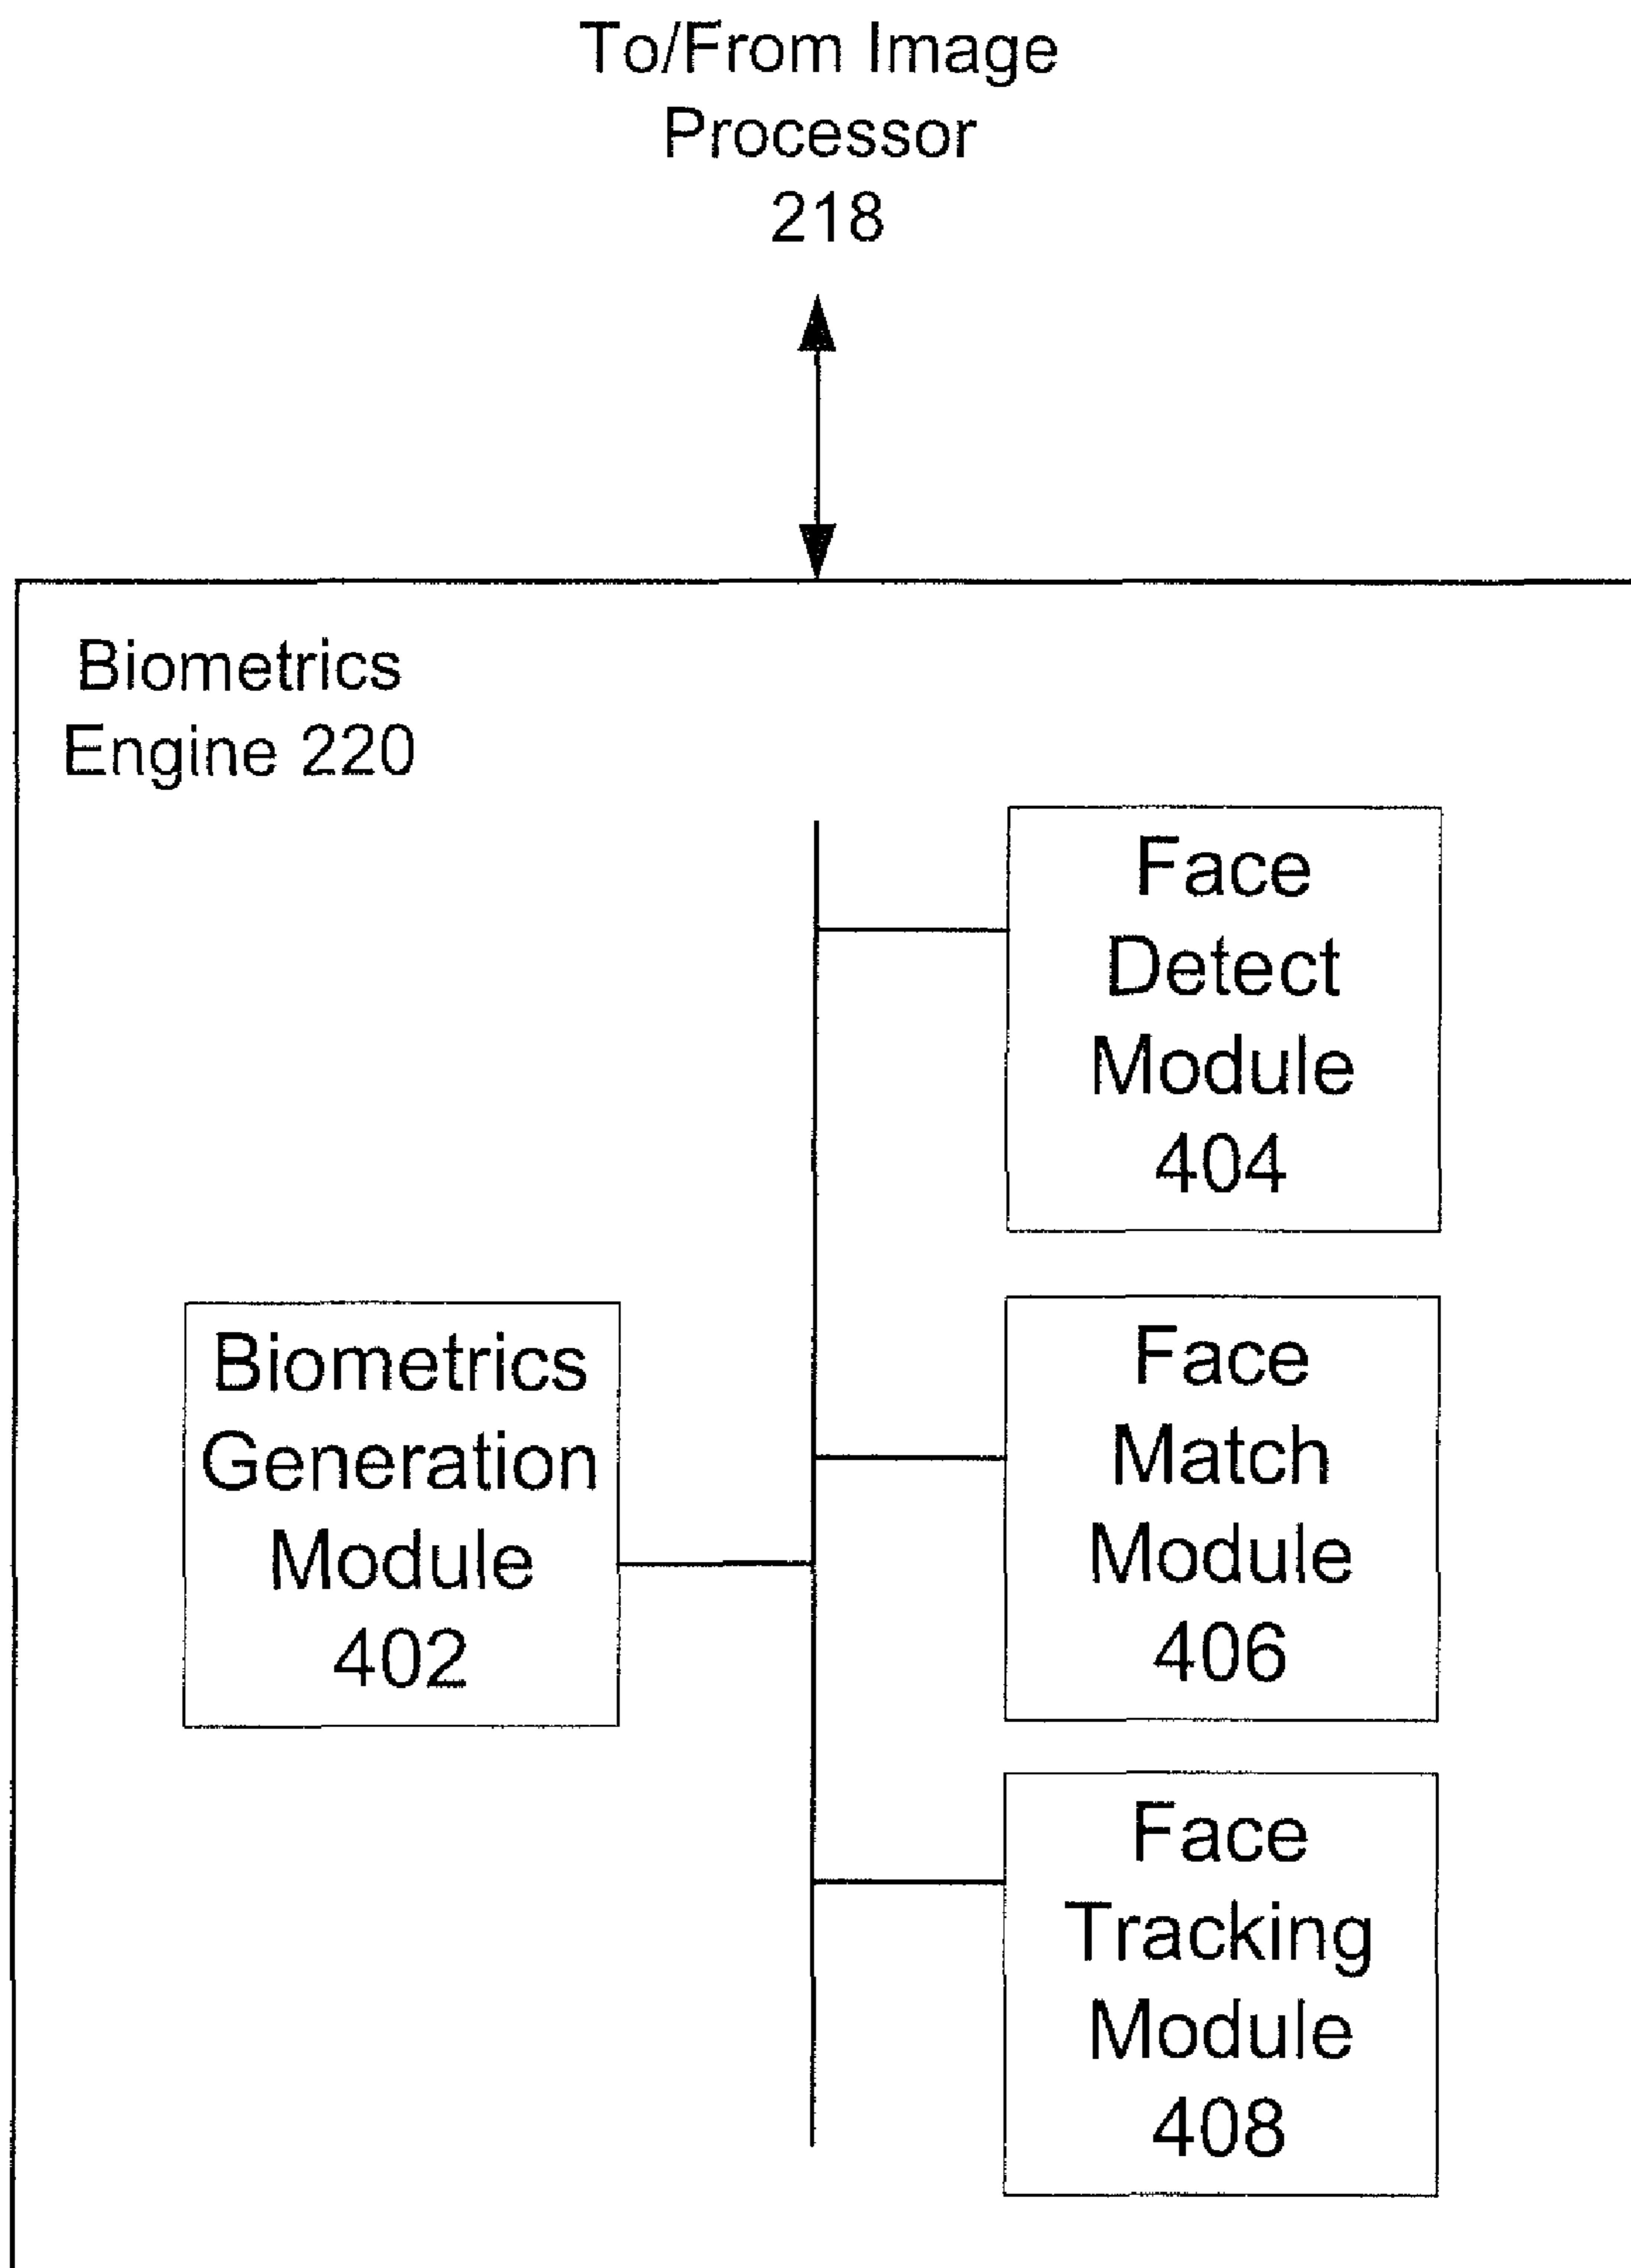 To/From Image
Processor
218
Biometrics
Engine 220
Face
Detect
Module
404
Biometrics
Generation
Module
402
Face
Match
Module
406
Face
Tracking
Module
408